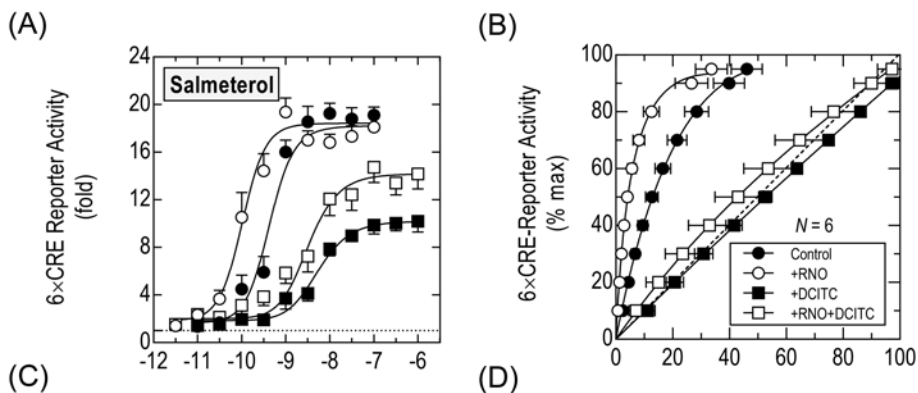 (A)
(B)
Salmeterol
6×CRE Reporter Activity
(fold)
24
20
16
12
8
4
0
-12 -11 -10 -9 -8 -7 -6
6×CRE-Reporter Activity
(% max)
100
80
60
40
20
0
N = 6
Control
+RNO
+DCITC
+RNO+DCITC
0 20 40 60 80 100
(C)
(D)